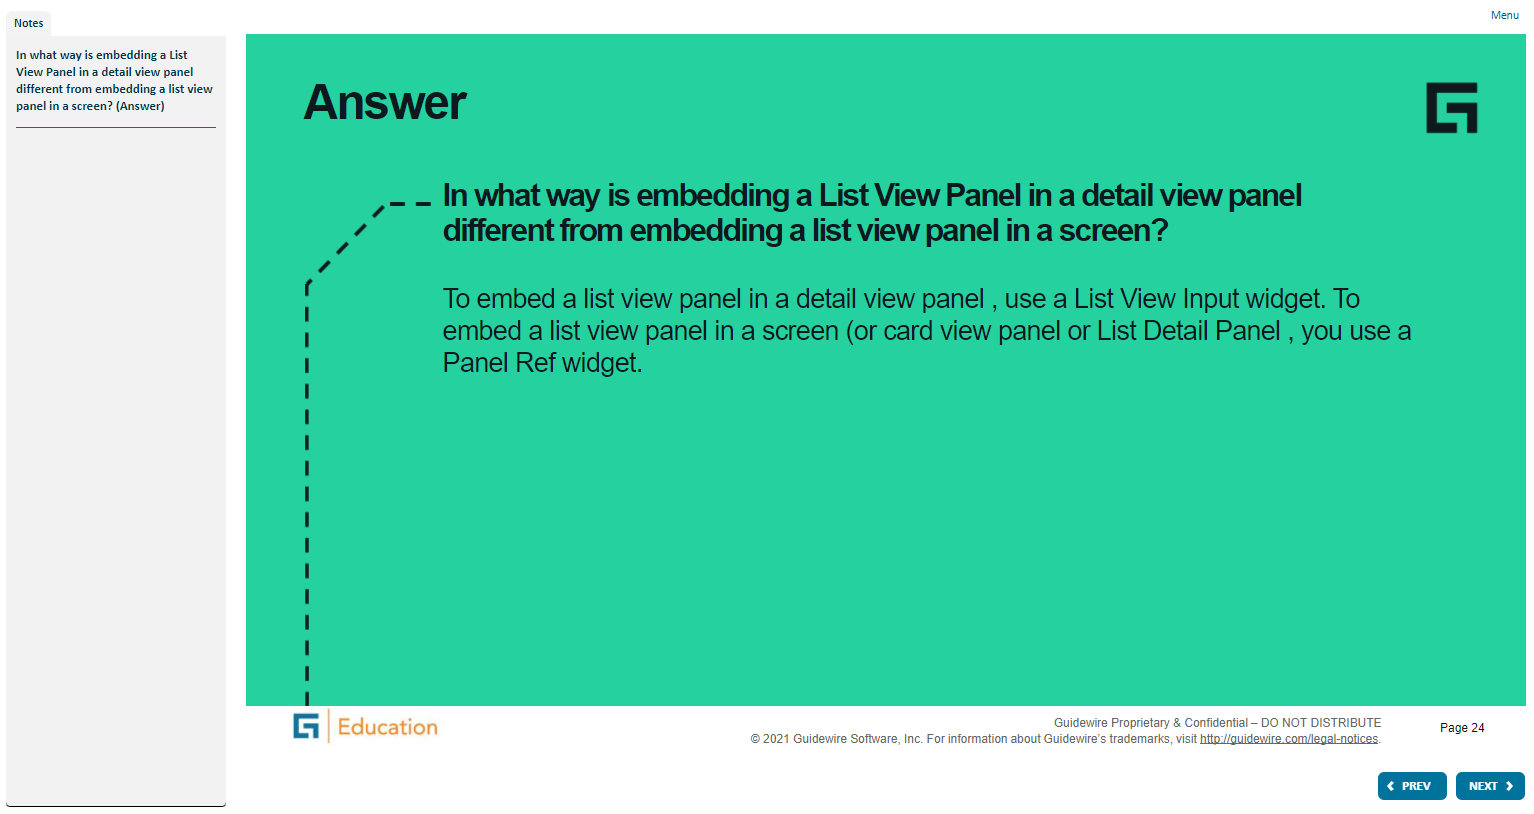 Notes
Menu
In what way is embedding a List
View Panel in a detail view panel
different from embedding a list view
panel in a screen? (Answer)
Answer
In what way is embedding a List View Panel in a detail view panel
different from embedding a list view panel in a screen?
To embed a list view panel in a detail view panel , use a List View Input widget. To
embed a list view panel in a screen (or card view panel or List Detail Panel , you use a
Panel Ref widget.
Education
Guidewire Proprietary & Confidential – DO NOT DISTRIBUTE
© 2021 Guidewire Software, Inc. For information about Guidewire’s trademarks, visit http://guidewire.com/legal-notices.
Page 24
PREV
NEXT